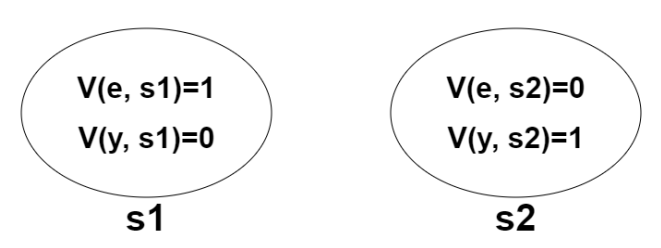 V(e, s1)=1
V(y, s1)=0
s1
V(e, s2)=0
V(y, s2)=1
s2